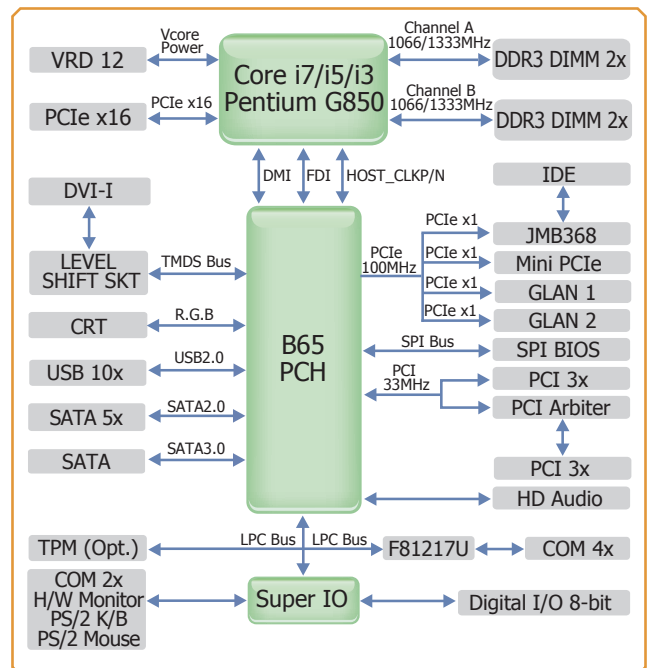 VRD 12
Vcore
Power
Core i7/i5/i3
Pentium G850
Channel A
1066/1333MHz
DDR3 DIMM 2x
PCIe x16
PCIe x16
Channel B
1066/1333MHz
DDR3 DIMM 2x
DMI
FDI
HOST_CLKP/N
DVI-I
LEVEL
SHIFT SKT
TMDS Bus
CRT
R.G.B
USB 10x
USB2.0
SATA 5x
SATA2.0
SATA
SATA3.0
B65
PCH
PCIe
100MHz
IDE
PCIe x1
JMB368
PCIe x1
Mini PCIe
PCIe x1
GLAN 1
PCIe x1
GLAN 2
SPI Bus
SPI BIOS
PCI
33MHz
PCI 3x
PCI Arbiter
PCI 3x
HD Audio
TPM (Opt.)
LPC Bus
LPC Bus
F81217U
COM 4x
COM 2x
H/W Monitor
PS/2 K/B
PS/2 Mouse
Super IO
Digital I/O 8-bit